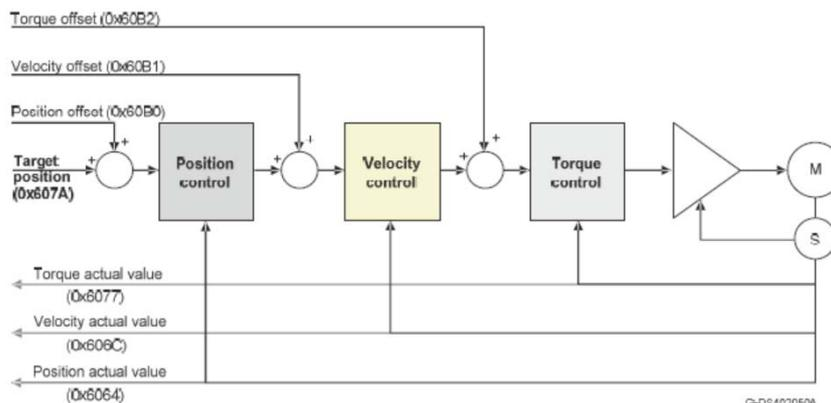 Torque offset (0x60B2)
Velocity offset (0x60B1)
Position offset (0x60B0)
+
+
+
+
+
+
Target
position
(0x607A)
Position
control
Velocity
control
Torque
control
M
S
Torque actual value
(0x6077)
Velocity actual value
(0x606C)
Position actual value
(0x6064)